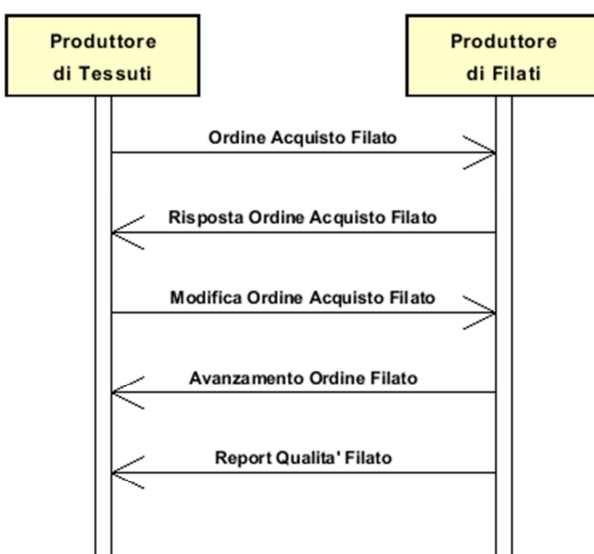 Produttore
di Tessuti
Produttore
di Filati
Ordine Acquisto Filato
Risposta Ordine Acquisto Filato
Modifica Ordine Acquisto Filato
Avanzamento Ordine Filato
Report Qualita' Filato